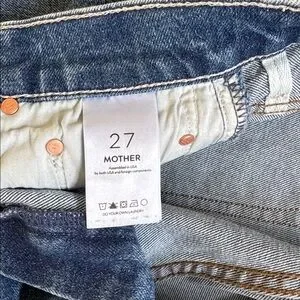 27
MOTHER
Assembled in USA
by both USA and foreign components.
DO YOUR OWN LAUNDRY